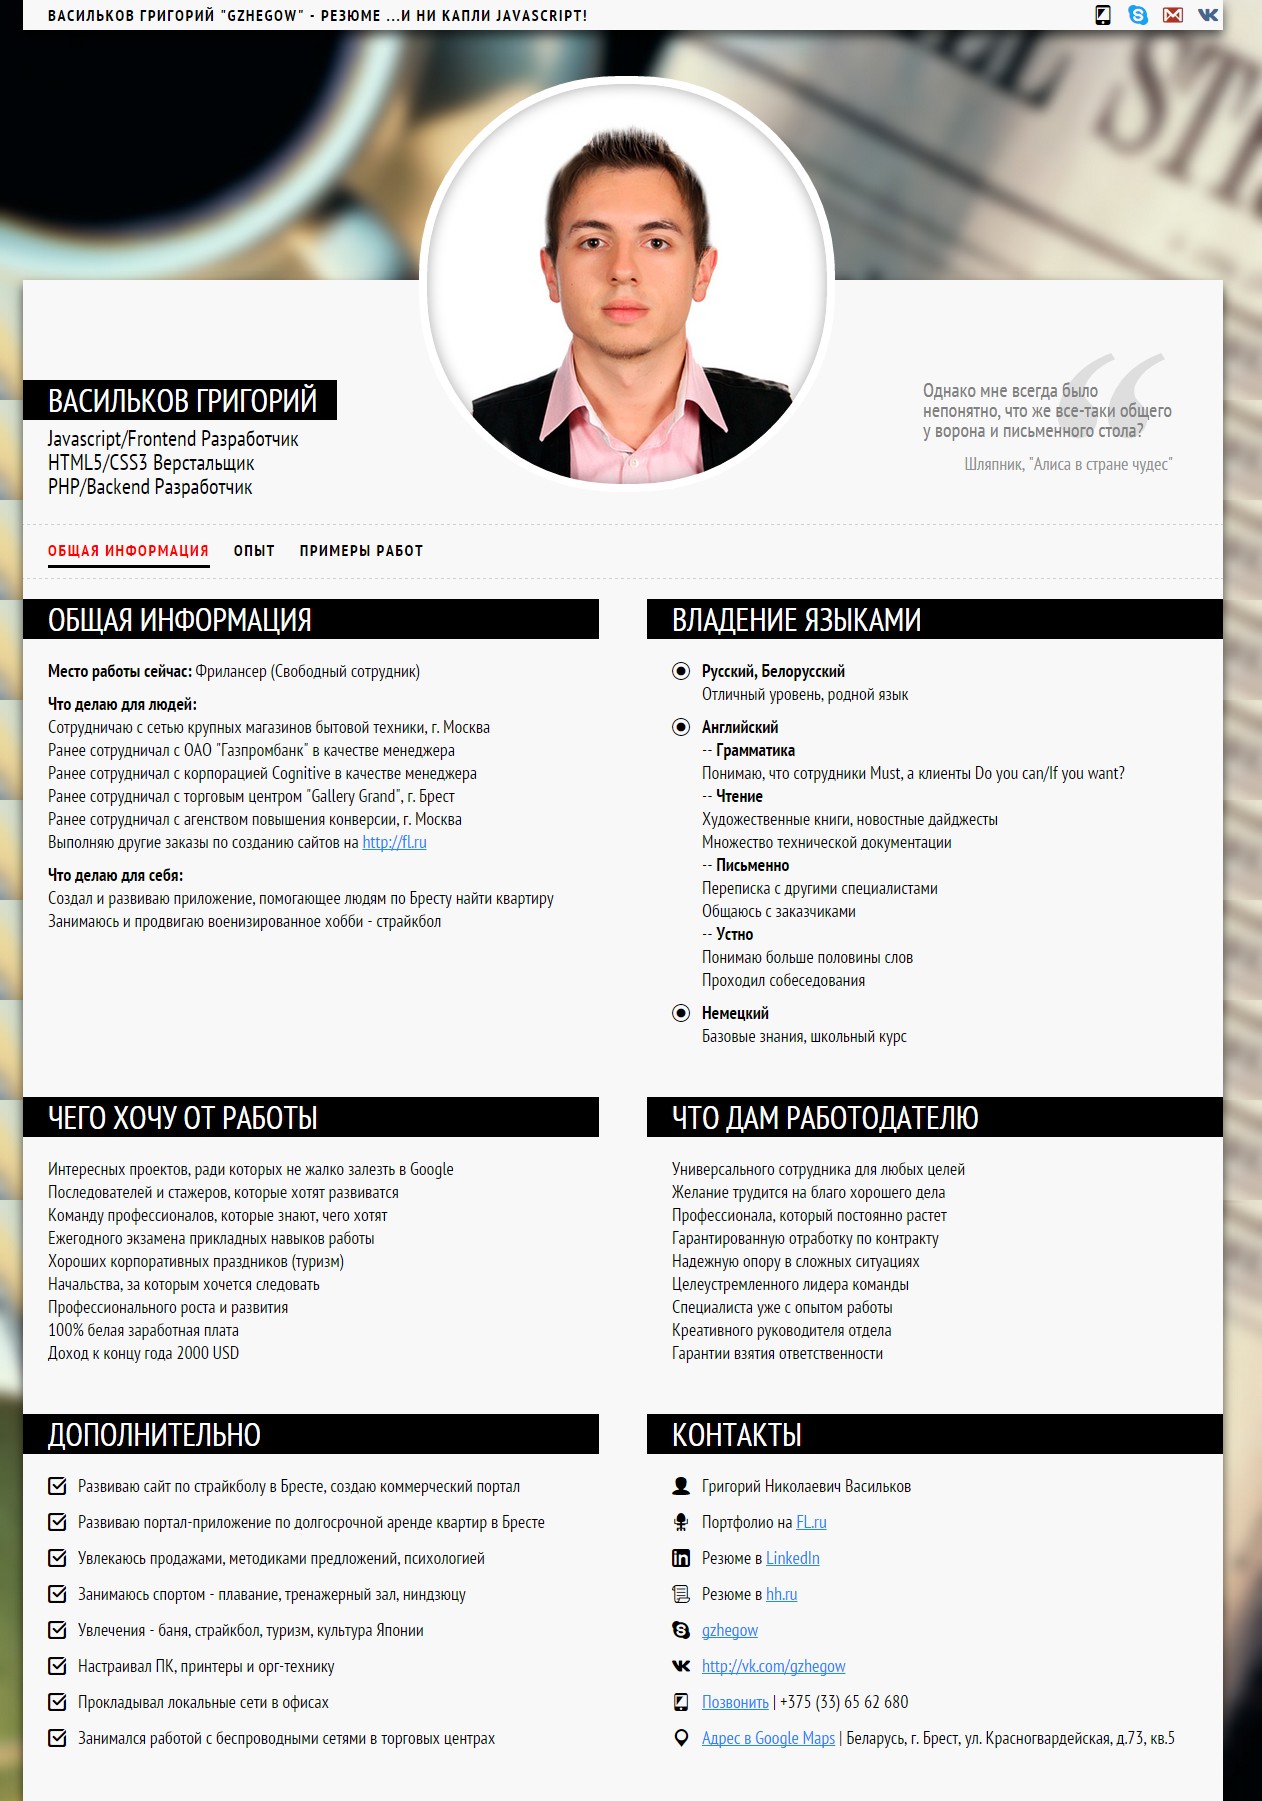 ВАСИЛЬКОВ ГРИГОРИЙ "GZHEGOW" - РЕЗЮМЕ ...И НИ КАПЛИ JAVASCRIPT!
ВАСИЛЬКОВ ГРИГОРИЙ
Javascript/Frontend Разработчик
HTML5/CSS3 Верстальщик
PHP/Backend Разработчик
Однако мне всегда было
непонятно, что же все-таки общего
у ворона и письменного стола?
Шляпник, "Алиса в стране чудес"
ОБЩАЯ ИНФОРМАЦИЯ ОПЫТ ПРИМЕРЫ РАБОТ
ОБЩАЯ ИНФОРМАЦИЯ
Место работы сейчас: Фрилансер (Свободный сотрудник)
Что делаю для людей:
Сотрудничаю с сетью крупных магазинов бытовой техники, г. Москва
Ранее сотрудничал с ОАО "Газпромбанк" в качестве менеджера
Ранее сотрудничал с корпорацией Cognitive в качестве менеджера
Ранее сотрудничал с торговым центром "Gallery Grand", г. Брест
Ранее сотрудничал с агенством повышения конверсии, г. Москва
Выполняю другие заказы по созданию сайтов на http://fl.ru
Что делаю для себя:
Создал и развиваю приложение, помогающее людям по Бресту найти квартиру
Занимаюсь и продвигаю военизированное хобби - страйкбол
ВЛАДЕНИЕ ЯЗЫКАМИ
Русский, Белорусский
Отличный уровень, родной язык
Английский
-- Грамматика
Понимаю, что сотрудники Must, а клиенты Do you can/If you want?
-- Чтение
Художественные книги, новостные дайджесты
Множество технической документации
-- Письменно
Переписка с другими специалистами
Общаюсь с заказчиками
-- Устно
Понимаю больше половины слов
Проходил собеседования
Немецкий
Базовые знания, школьный курс
ЧЕГО ХОЧУ ОТ РАБОТЫ
Интересных проектов, ради которых не жалко залезть в Google
Последователей и стажеров, которые хотят развиватся
Команду профессионалов, которые знают, чего хотят
Ежегодного экзамена прикладных навыков работы
Хороших корпоративных праздников (туризм)
Начальства, за которым хочется следовать
Профессионального роста и развития
100% белая заработная плата
Доход к концу года 2000 USD
ЧТО ДАМ РАБОТОДАТЕЛЮ
Универсального сотрудника для любых целей
Желание трудится на благо хорошего дела
Профессионала, который постоянно растет
Гарантированную отработку по контракту
Надежную опору в сложных ситуациях
Целеустремленного лидера команды
Специалиста уже с опытом работы
Креативного руководителя отдела
Гарантии взятия ответственности
ДОПОЛНИТЕЛЬНО
Развиваю сайт по страйкболу в Бресте, создаю коммерческий портал
Развиваю портал-приложение по долгосрочной аренде квартир в Бресте
Увлекаюсь продажами, методиками предложений, психологией
Занимаюсь спортом - плавание, тренажерный зал, ниндзюцу
Увлечения - баня, страйкбол, туризм, культура Японии
Настраивал ПК, принтеры и орг-технику
Прокладывал локальные сети в офисах
Занимался работой с беспроводными сетями в торговых центрах
КОНТАКТЫ
Григорий Николаевич Васильков
Портфолио на FL.ru
Резюме в LinkedIn
Резюме в hh.ru
gzhegow
http://vk.com/gzhegow
Позвонить | +375 (33) 65 62 680
Адрес в Google Maps | Беларусь, г. Брест, ул. Красногвардейская, д.73, кв.5